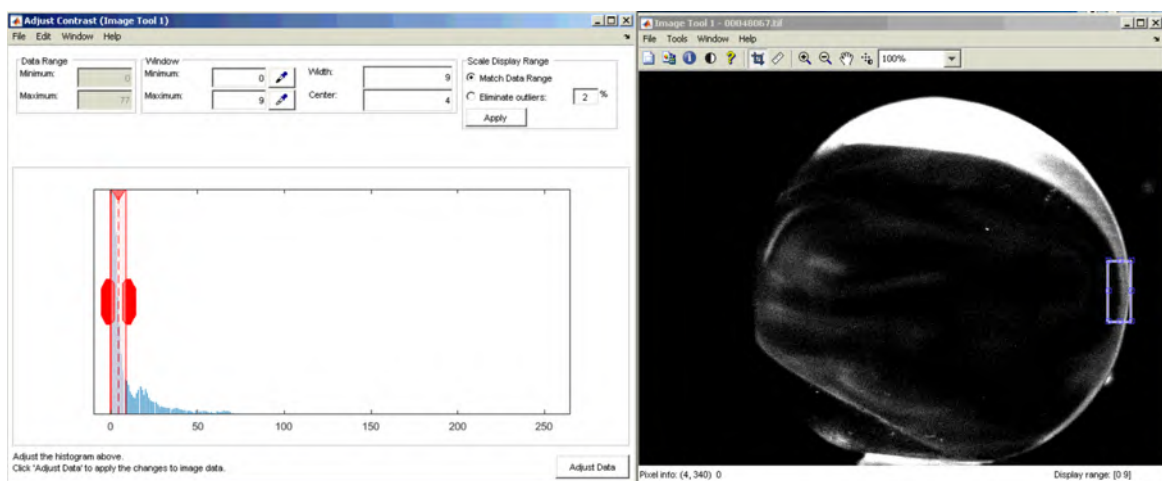 Adjust Contrast (Image Tool 1)
File Edit Window Help
Data Range
Minimum: 0
Maximum: 77
Window
Minimum: 0
Maximum: 9
Width: 9
Center: 4
Scale Display Range
Match Data Range
Eliminate outliers: 2 %
Apply
0 50 100 150 200 250
Adjust the histogram above.
Click 'Adjust Data' to apply the changes to image data.
Adjust Data
Image Tool 1 - 00048067.tif
File Tools Window Help
100%
Pixel info: (4, 340) 0
Display range: [0 9]